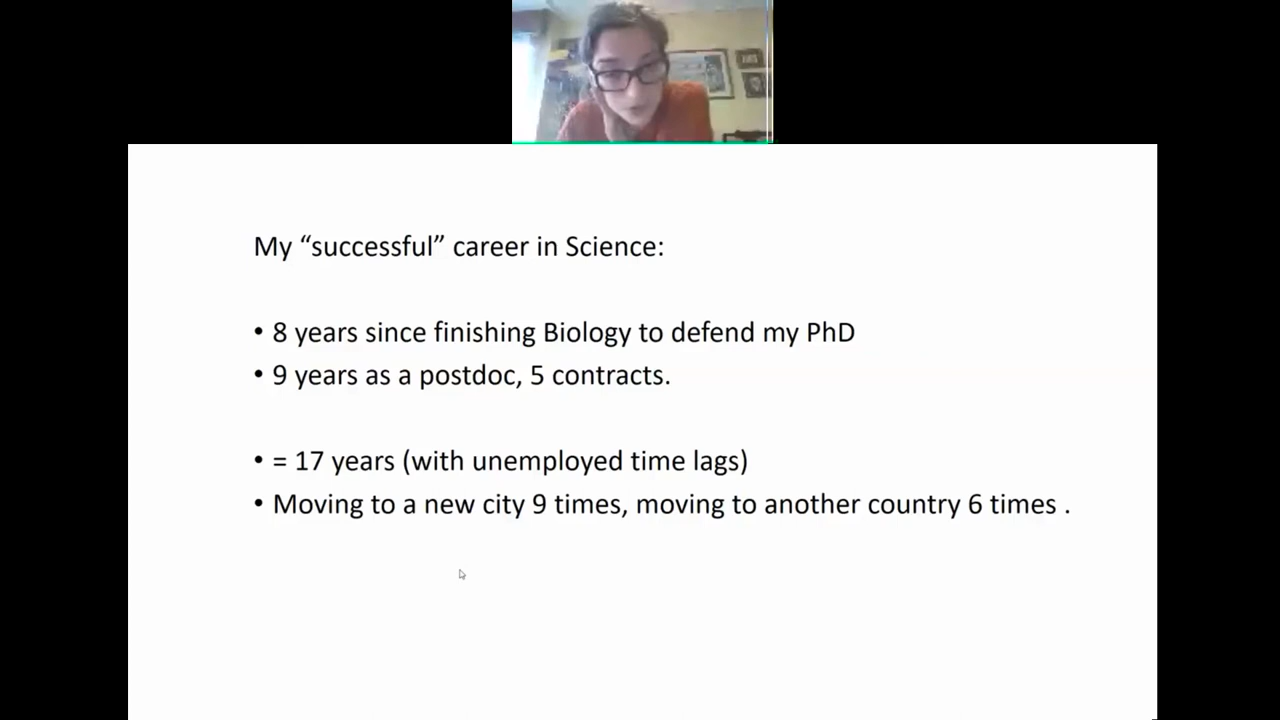 My “successful” career in Science:
• 8 years since finishing Biology to defend my PhD
• 9 years as a postdoc, 5 contracts.
• = 17 years (with unemployed time lags)
• Moving to a new city 9 times, moving to another country 6 times .